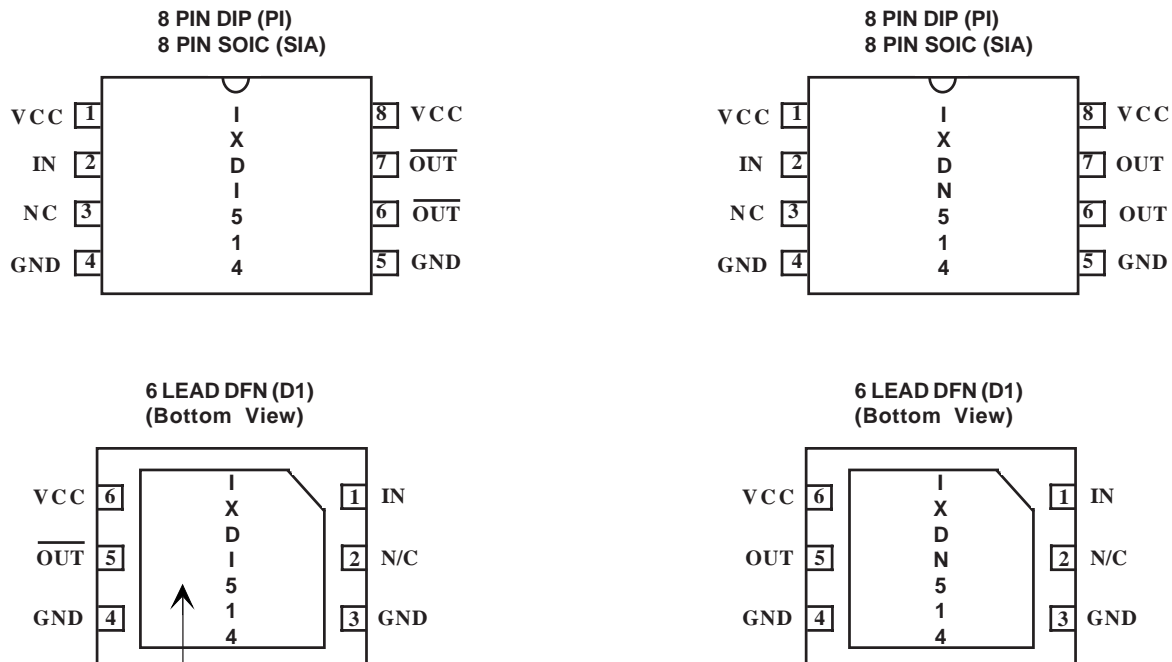 8 PIN DIP (PI)
8 PIN SOIC (SIA)
VCC 1 8 VCC
IN 2 7 OUT
NC 3 6 OUT
GND 4 5 GND
I
X
D
I
5
1
4
8 PIN DIP (PI)
8 PIN SOIC (SIA)
VCC 1 8 VCC
IN 2 7 OUT
NC 3 6 OUT
GND 4 5 GND
I
X
D
N
5
1
4
6 LEAD DFN (D1)
(Bottom View)
VCC 6 1 IN
OUT 5 2 N/C
GND 4 3 GND
I
X
D
I
5
1
4
6 LEAD DFN (D1)
(Bottom View)
VCC 6 1 IN
OUT 5 2 N/C
GND 4 3 GND
I
X
D
N
5
1
4